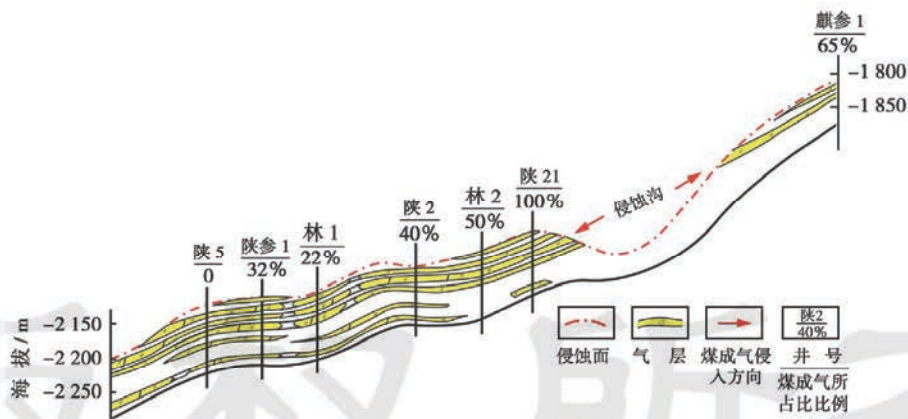 麒参1
65%
-1 800
-1 850
侵蚀沟
陕21
100%
林2
50%
陕2
40%
林1
22%
陕参1
32%
陕5
0
海拔/m
-2 150
-2 200
-2 250
陕2
40%
侵蚀面
气 层
煤成气侵
入方向
井 号
煤成气所
占比比例